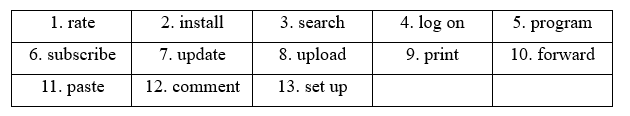 1. rate 2. install 3. search 4. log on 5. program
6. subscribe 7. update 8. upload 9. print 10. forward
11. paste 12. comment 13. set up